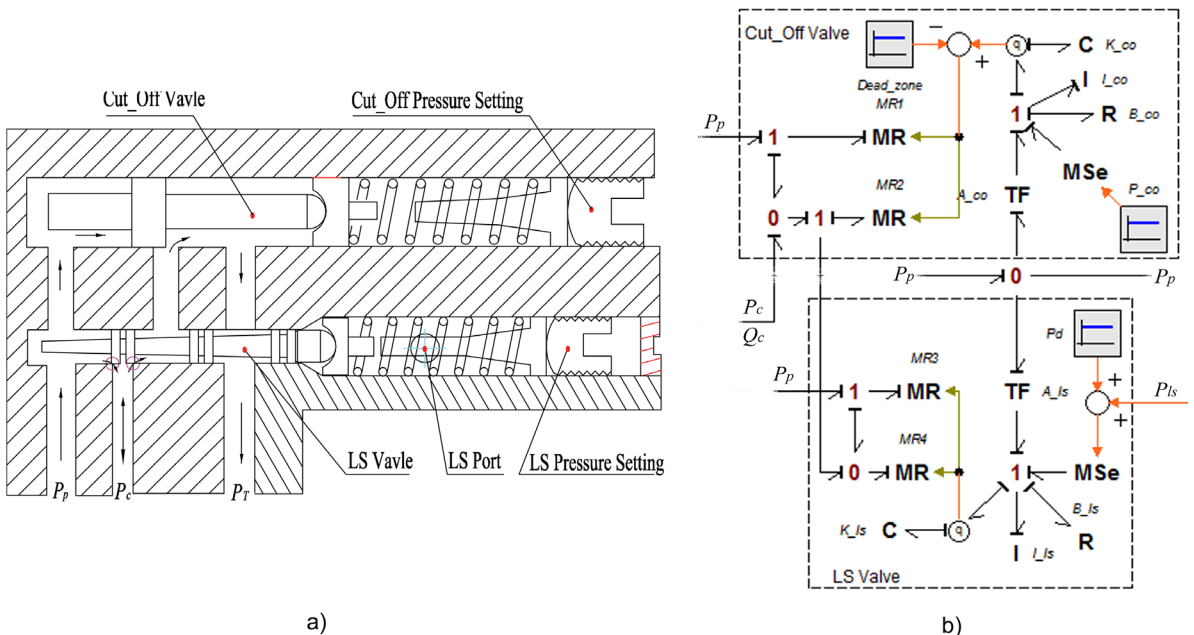 Cut_Off Vavle
Cut_Off Pressure Setting
LS Vavle
LS Port
LS Pressure Setting
Pp
Pc
PT
a)
Cut_Off Valve
−
+
q
C
K_co
Dead_zone
MR1
I
I_co
1
R
B_co
Pp
1
MR
MSe
MR2
A_co
TF
P_co
0
1
MR
Pp
0
Pp
Pc
Qc
Pd
MR3
+
Pp
1
MR
TF
A_ls
Pls
+
MR4
0
MR
1
MSe
B_ls
K_ls
C
q
I
I_ls
R
LS Valve
b)